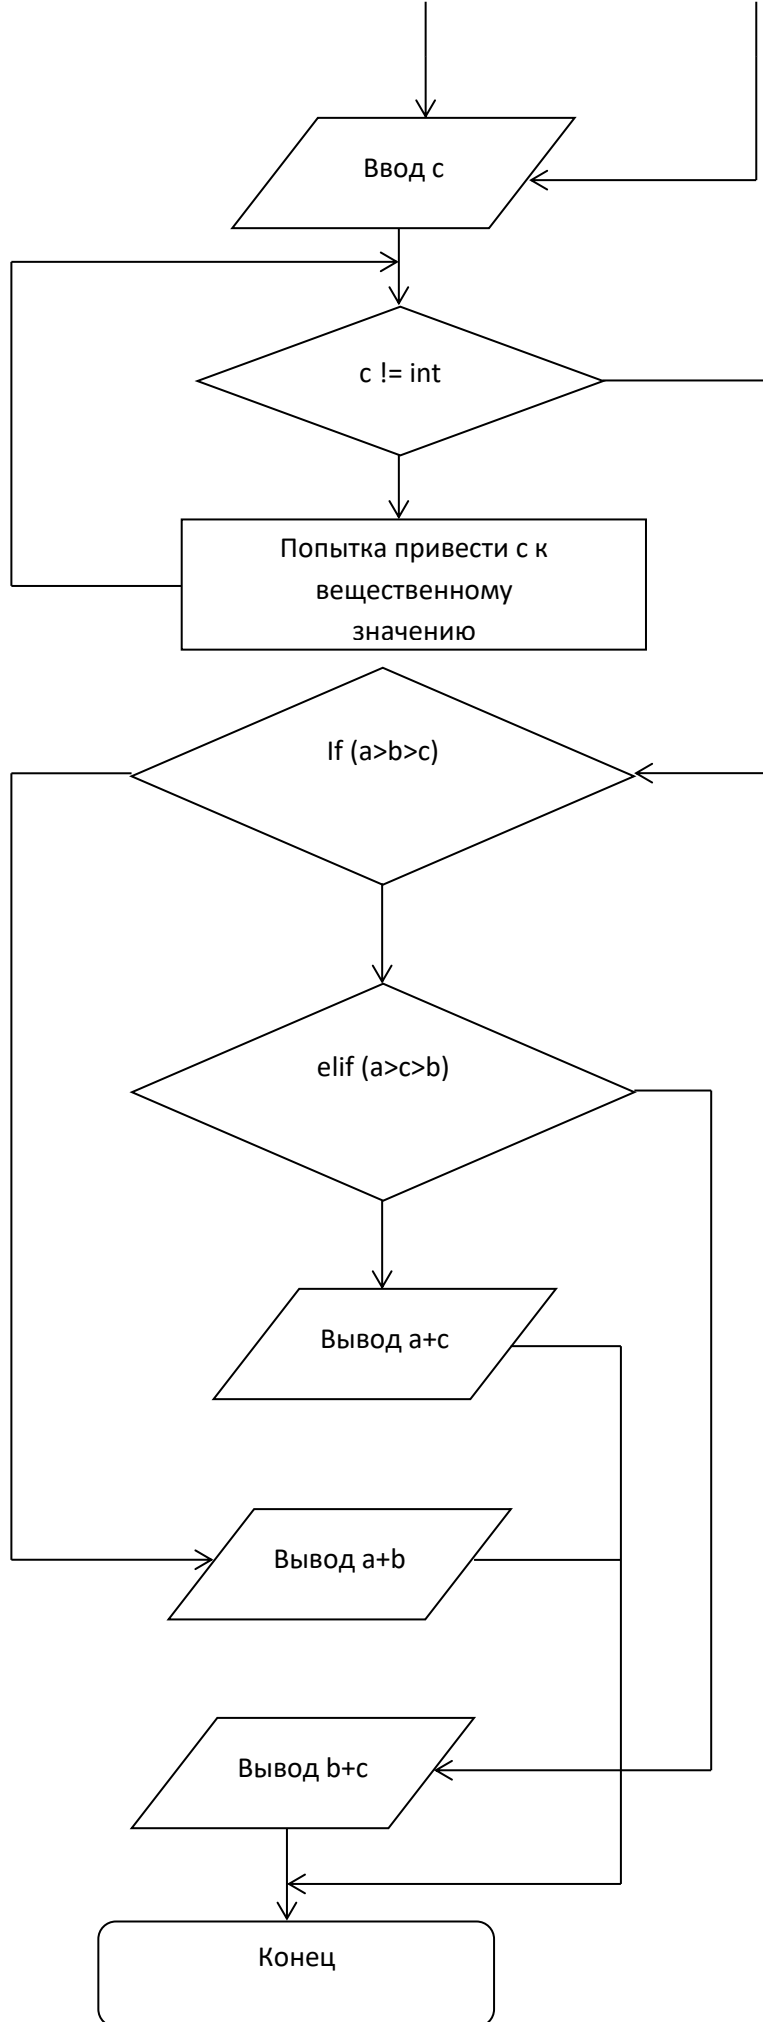 Ввод c
c != int
Попытка привести c к
вещественному
значению
If (a>b>c)
elif (a>c>b)
Вывод a+c
Вывод a+b
Вывод b+c
Конец